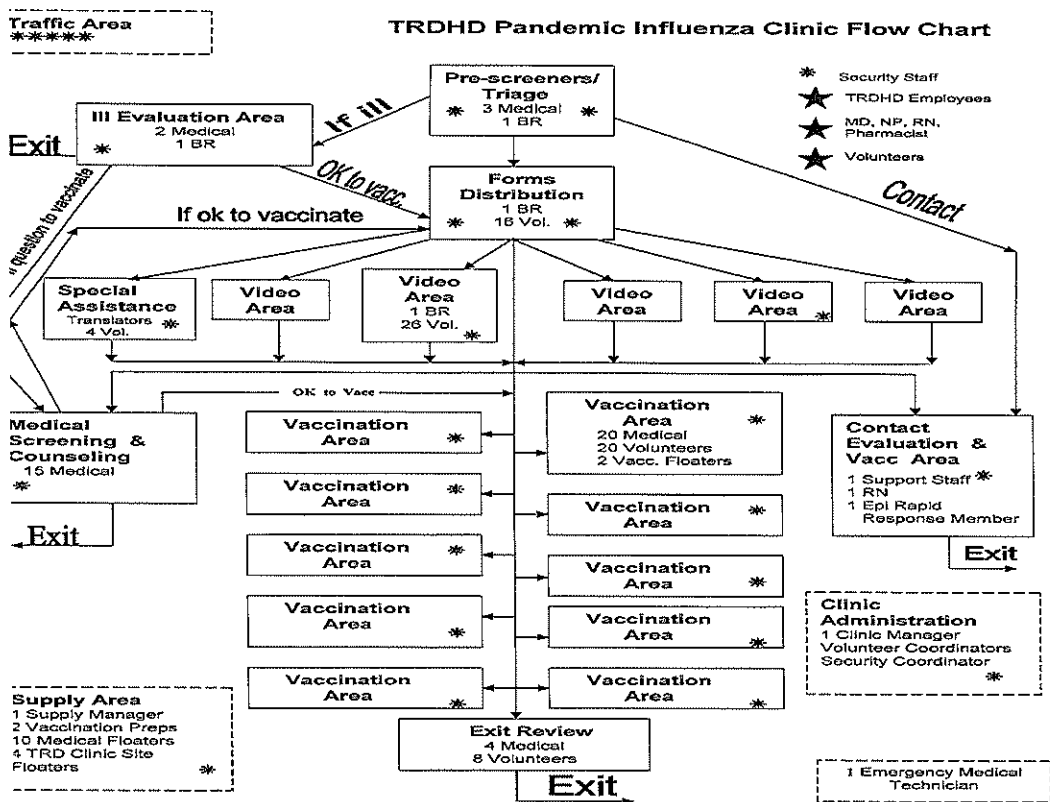 Traffic Area
*****
TRDHD Pandemic Influenza Clinic Flow Chart
* Security Staff
★ TRDHD Employees
★ MD, NP, RN,
Pharmacist
★ Volunteers
Pre-screeners/
Triage
* 3 Medical *
1 BR
If ill
Ill Evaluation Area
2 Medical
* 1 BR
Exit
OK to vacc.
Contact
question to vaccinate
If ok to vaccinate
Forms
Distribution
1 BR
* 16 Vol. *
Special
Assistance
Translators *
4 Vol.
Video
Area
Video
Area
1 BR
26 Vol.
*
Video
Area
Video
Area *
Video
Area
OK to Vacc
Medical
Screening &
Counseling
15 Medical
*
Exit
Vaccination
Area *
Vaccination
Area *
Vaccination
Area *
Vaccination
Area *
Vaccination
Area *
Vaccination
Area *
20 Medical
20 Volunteers
2 Vacc. Floaters
Vaccination
Area *
Vaccination
Area *
Vaccination
Area *
Vaccination
Area *
Contact
Evaluation &
Vacc Area
1 Support Staff *
1 RN
1 Epi Rapid
Response Member
Exit
Clinic
Administration
1 Clinic Manager
Volunteer Coordinators
Security Coordinator
*
Supply Area
1 Supply Manager
2 Vaccination Preps
10 Medical Floaters
4 TRD Clinic Site
Floaters *
Exit Review
4 Medical
8 Volunteers
Exit
1 Emergency Medical
Technician